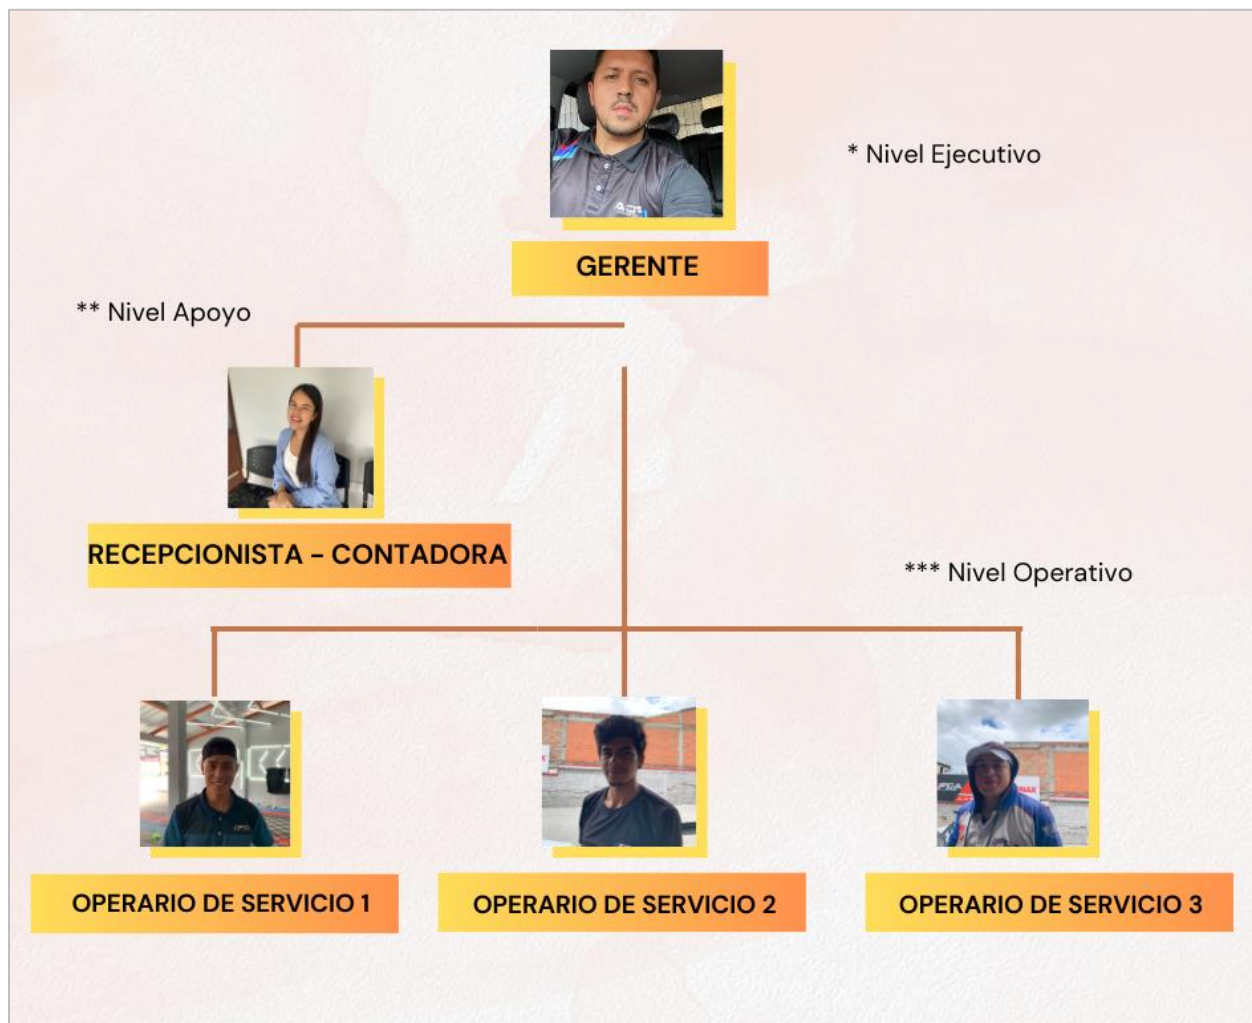 * Nivel Ejecutivo
GERENTE
** Nivel Apoyo
RECEPCIONISTA - CONTADORA
*** Nivel Operativo
OPERARIO DE SERVICIO 1
OPERARIO DE SERVICIO 2
OPERARIO DE SERVICIO 3